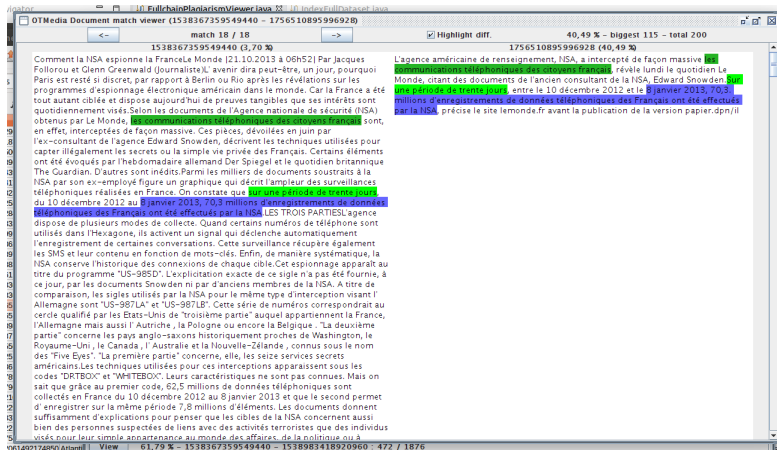 FullchainPlagiarismViewer.java IndexFullDataset.java
OTMedia Document match viewer (1538367359549440 - 1756510895996928)
<- match 18 / 18 -> Highlight diff. 40,49 % - biggest 115 - total 200
1538367359549440 (3,70 %)
Comment la NSA espionne la FranceLe Monde |21.10.2013 à 06h52| Par Jacques
Follorou et Glenn Greenwald (Journaliste)L' avenir dira peut-être, un jour, pourquoi
Paris est resté si discret, par rapport à Berlin ou Rio après les révélations sur les
programmes d'espionnage électronique américain dans le monde. Car la France a été
tout autant ciblée et dispose aujourd'hui de preuves tangibles que ses intérêts sont
quotidiennement visés.Selon les documents de l'Agence nationale de sécurité (NSA)
obtenus par Le Monde, les communications téléphoniques des citoyens français sont,
en effet, interceptées de façon massive. Ces pièces, dévoilées en juin par
l'ex-consultant de l'agence Edward Snowden, décrivent les techniques utilisées pour
capter illégalement les secrets ou la simple vie privée des Français. Certains éléments
ont été évoqués par l'hebdomadaire allemand Der Spiegel et le quotidien britannique
The Guardian. D'autres sont inédits.Parmi les milliers de documents soustraits à la
NSA par son ex-employé figure un graphique qui décrit l'ampleur des surveillances
téléphoniques réalisées en France. On constate que sur une période de trente jours,
du 10 décembre 2012 au 8 janvier 2013, 70,3 millions d'enregistrements de données
téléphoniques des Français ont été effectués par la NSA.LES TROIS PARTIESL'agence
dispose de plusieurs modes de collecte. Quand certains numéros de téléphone sont
utilisés dans l'Hexagone, ils activent un signal qui déclenche automatiquement
l'enregistrement de certaines conversations. Cette surveillance récupère également
les SMS et leur contenu en fonction de mots-clés. Enfin, de manière systématique, la
NSA conserve l'historique des connexions de chaque cible.Cet espionnage apparaît au
titre du programme "US-985D". L'explicitation exacte de ce sigle n'a pas été fournie, à
ce jour, par les documents Snowden ni par d'anciens membres de la NSA. A titre de
comparaison, les sigles utilisés par la NSA pour le même type d'interception visant l'
Allemagne sont "US-987LA" et "US-987LB". Cette série de numéros correspondrait au
cercle qualifié par les Etats-Unis de "troisième partie" auquel appartiennent la France,
l'Allemagne mais aussi l' Autriche , la Pologne ou encore la Belgique . "La deuxième
partie" concerne les pays anglo-saxons historiquement proches de Washington, le
Royaume-Uni , le Canada , l' Australie et la Nouvelle-Zélande , connus sous le nom
des "Five Eyes". "La première partie" concerne, elle, les seize services secrets
américains.Les techniques utilisées pour ces interceptions apparaissent sous les
codes "DRTBOX" et "WHITEBOX". Leurs caractéristiques ne sont pas connues. Mais on
sait que grâce au premier code, 62,5 millions de données téléphoniques sont
collectés en France du 10 décembre 2012 au 8 janvier 2013 et que le second permet
d' enregistrer sur la même période 7,8 millions d'éléments. Les documents donnent
suffisamment d'explications pour penser que les cibles de la NSA concernent aussi
bien des personnes suspectées de liens avec des activités terroristes que des individus
visés pour leur simple appartenance au monde des affaires, de la politique ou à
1756510895996928 (40,49 %)
L'agence américaine de renseignement, NSA, a intercepté de façon massive les
communications téléphoniques des citoyens français, révèle lundi le quotidien Le
Monde, citant des documents de l'ancien consultant de la NSA, Edward Snowden.Sur
une période de trente jours, entre le 10 décembre 2012 et le 8 janvier 2013, 70,3
millions d'enregistrements de données téléphoniques des Français ont été effectués
par la NSA, précise le site lemonde.fr avant la publication de la version papier.dpn/il
View 61,79 % - 1538367359549440 - 1538983418920960 : 472 / 1876